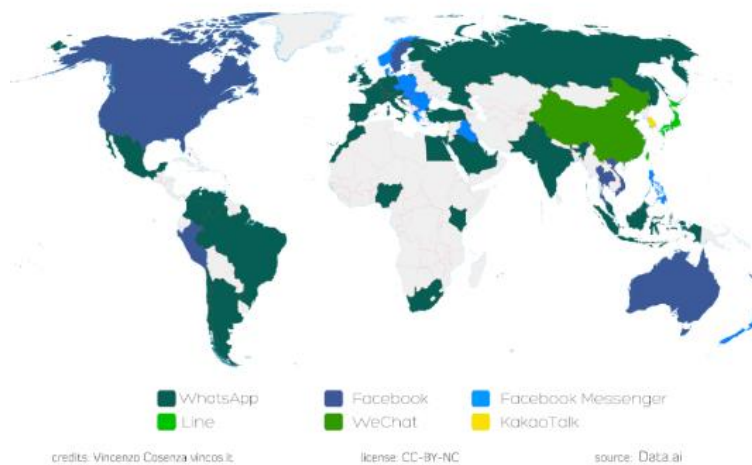 WhatsApp Facebook Facebook Messenger
Line WeChat KakaoTalk
credits: Vincenzo Cosenza vincos.it license: CC-BY-NC source: Data.ai